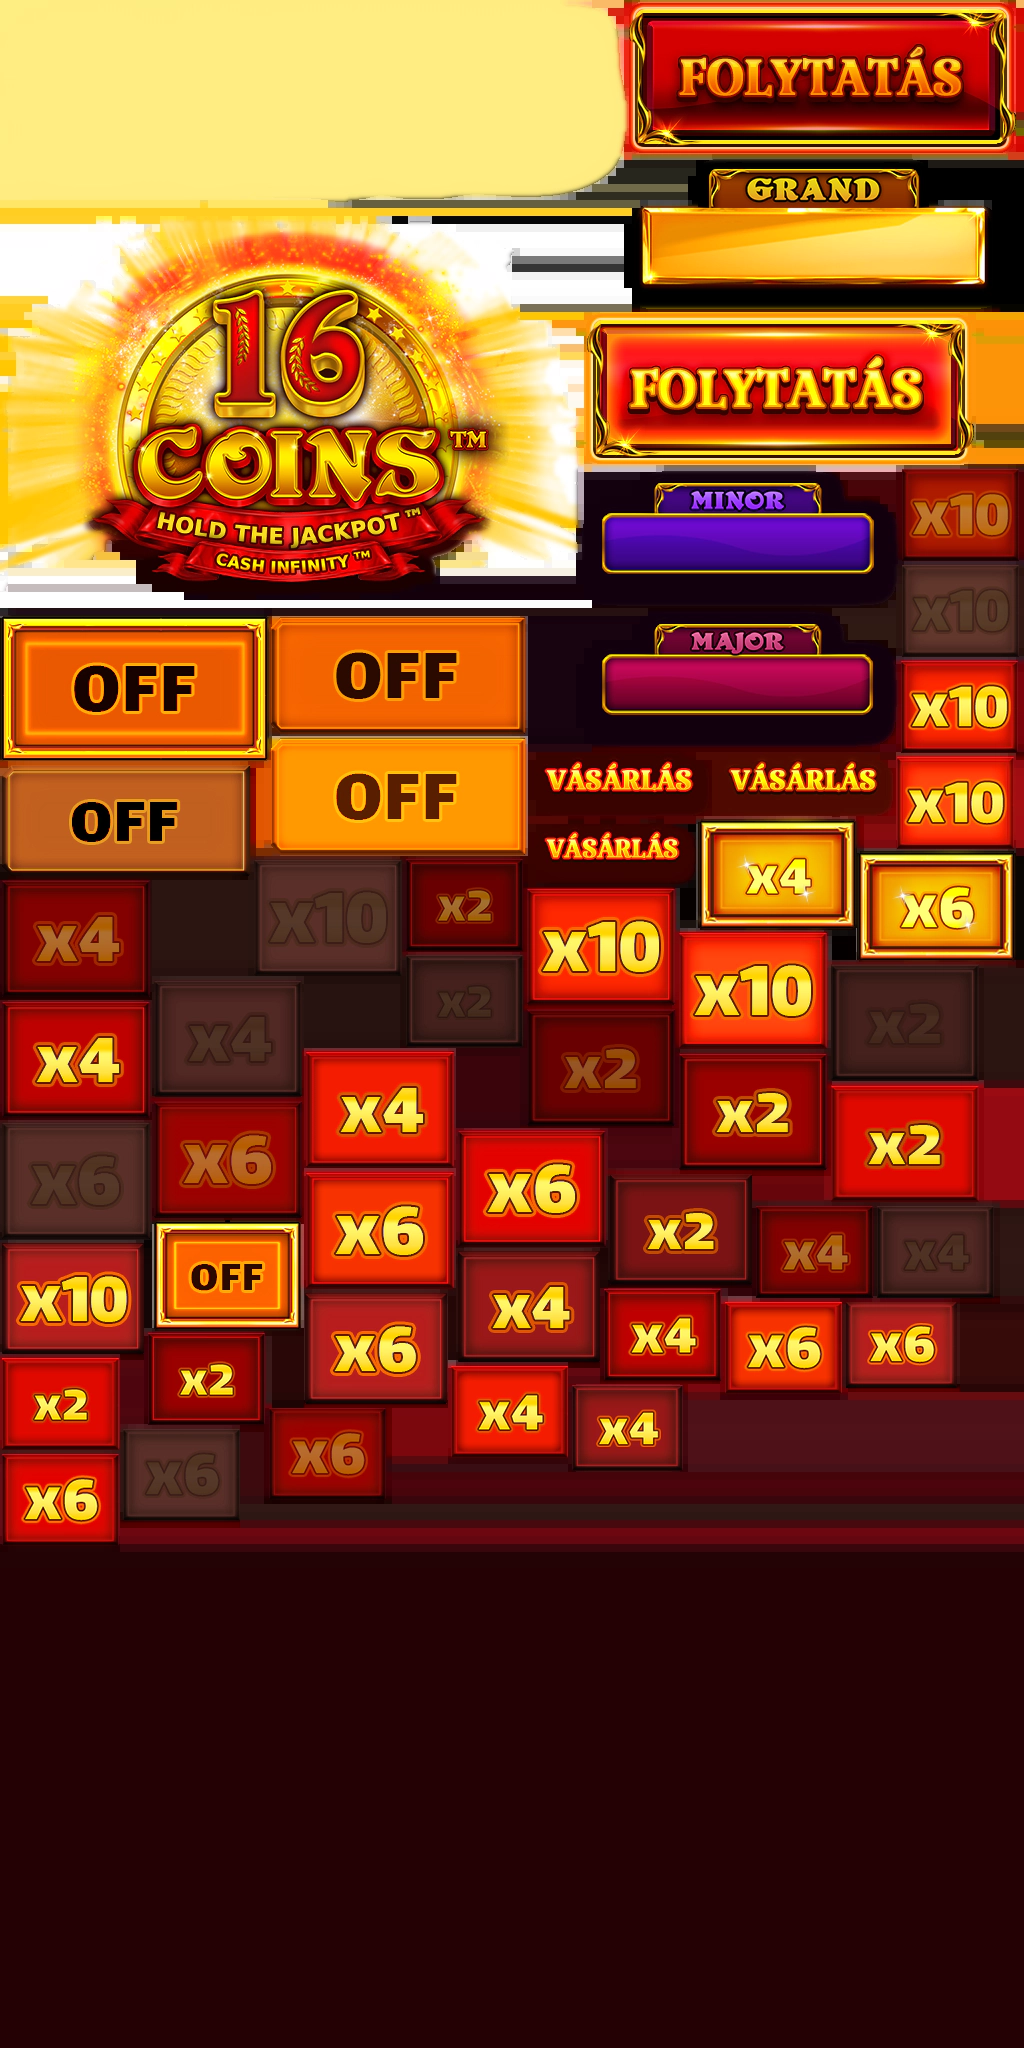 FOLYTATÁS
GRAND
16
COINS™
HOLD THE JACKPOT™
CASH INFINITY™
FOLYTATÁS
MINOR
x10
x10
MAJOR
OFF
OFF
x10
VÁSÁRLÁS
VÁSÁRLÁS
OFF
OFF
x10
VÁSÁRLÁS
x4
x6
x4
x10
x2
x10
x10
x2
x2
x4
x4
x2
x4
x2
x2
x6
x6
x6
x6
x2
x4
x4
x10
OFF
x6
x4
x4
x6
x6
x2
x2
x6
x4
x4
x6
x6
x6